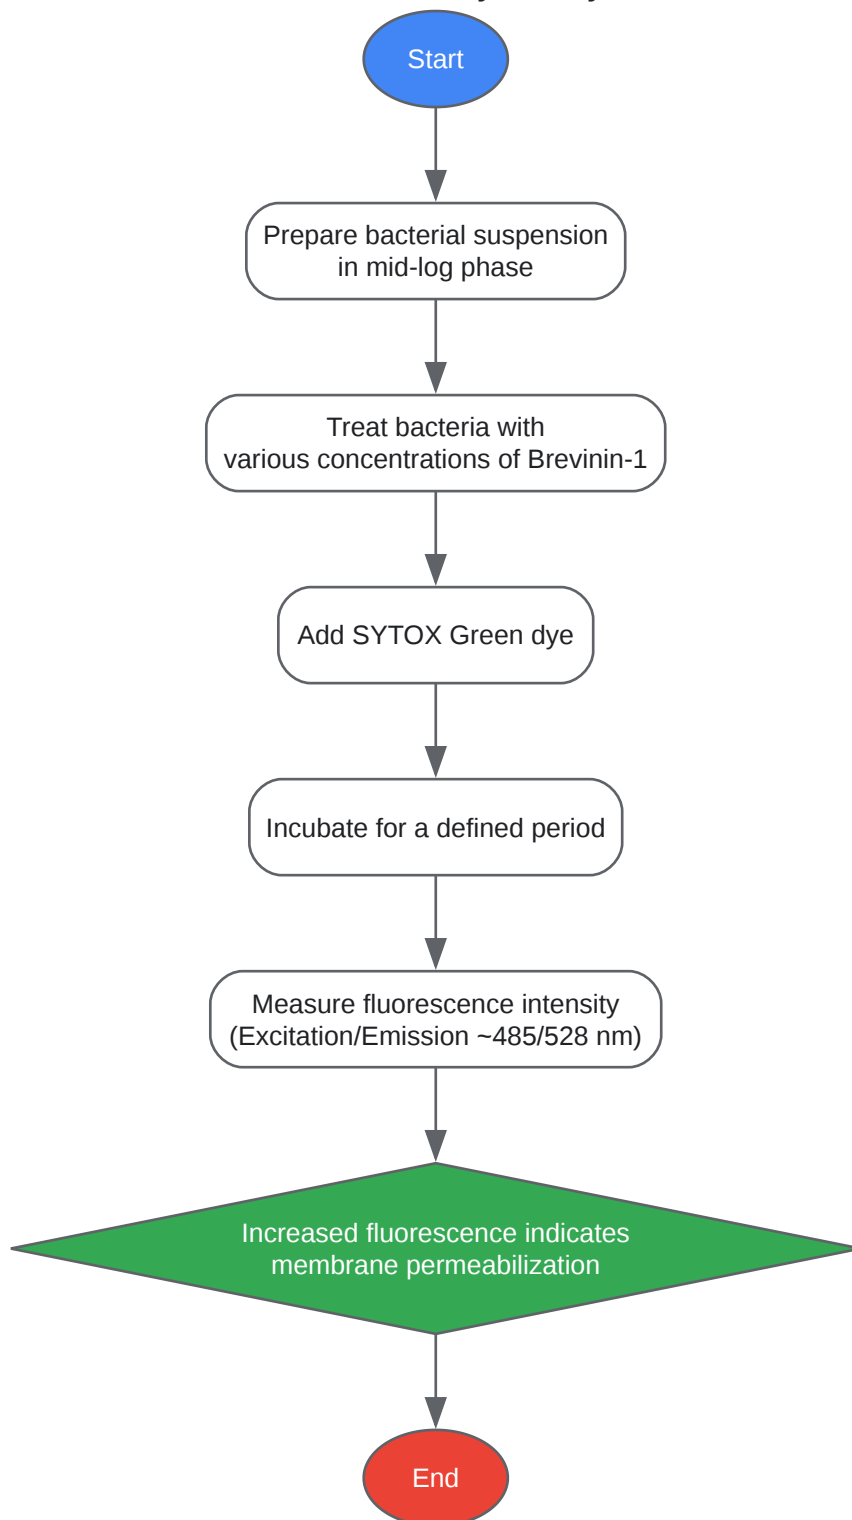 Start
Prepare bacterial suspension
in mid-log phase
Treat bacteria with
various concentrations of Brevinin-1
Add SYTOX Green dye
Incubate for a defined period
Measure fluorescence intensity
(Excitation/Emission ~485/528 nm)
Increased fluorescence indicates
membrane permeabilization
End